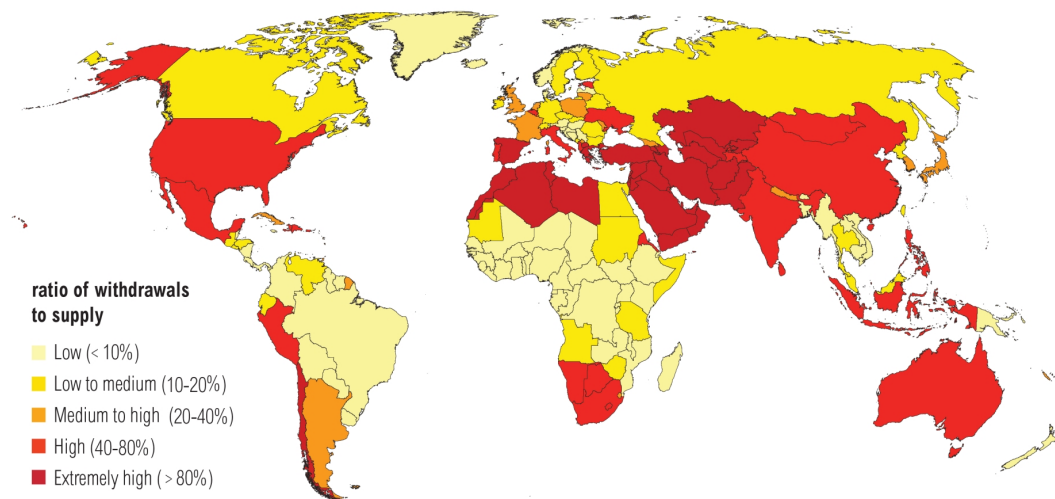 ratio of withdrawals
to supply
Low (< 10%)
Low to medium (10-20%)
Medium to high (20-40%)
High (40-80%)
Extremely high (> 80%)